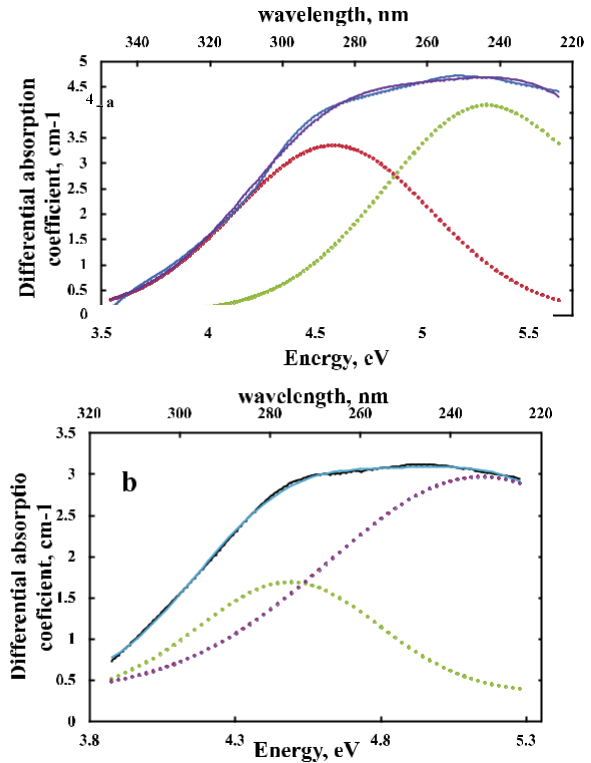 wavelength, nm
340 320 300 280 260 240 220
5
4.5
4 a
3.5
3
2.5
2
1.5
1
0.5
0
Differential absorption
coefficient, cm-1
3.5 4 4.5 5 5.5
Energy, eV
wavelength, nm
320 300 280 260 240 220
3.5
3
2.5
2
1.5
1
0.5
0
b
Differential absorptio
coeficient, cm-1
3.8 4.3 4.8 5.3
Energy, eV